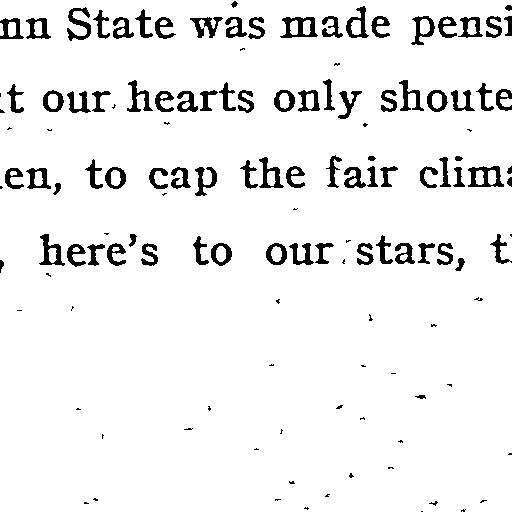 nn State was made pensi
t our hearts only shoute
en, to cap the fair clima
, here's to our stars, t